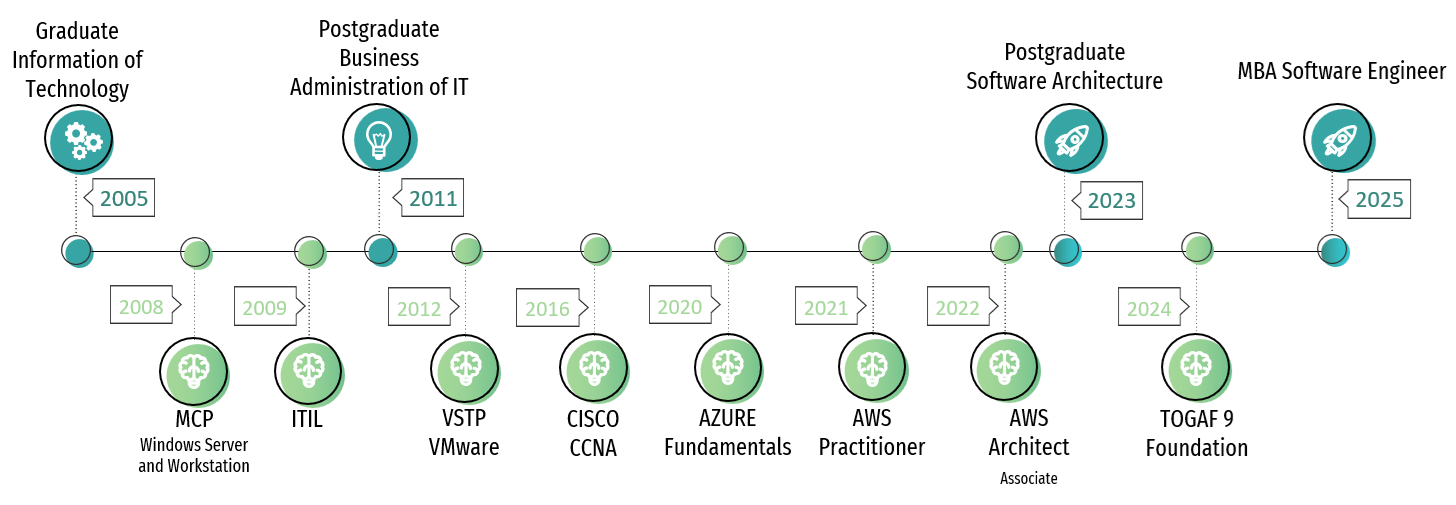 Graduate
Information of
Technology
2005
Postgraduate
Business
Administration of IT
2011
Postgraduate
Software Architecture
2023
MBA Software Engineer
2025
2008
MCP
Windows Server
and Workstation
2009
ITIL
2012
VSTP
VMware
2016
CISCO
CCNA
2020
AZURE
Fundamentals
2021
AWS
Practitioner
2022
AWS
Architect
Associate
2024
TOGAF 9
Foundation